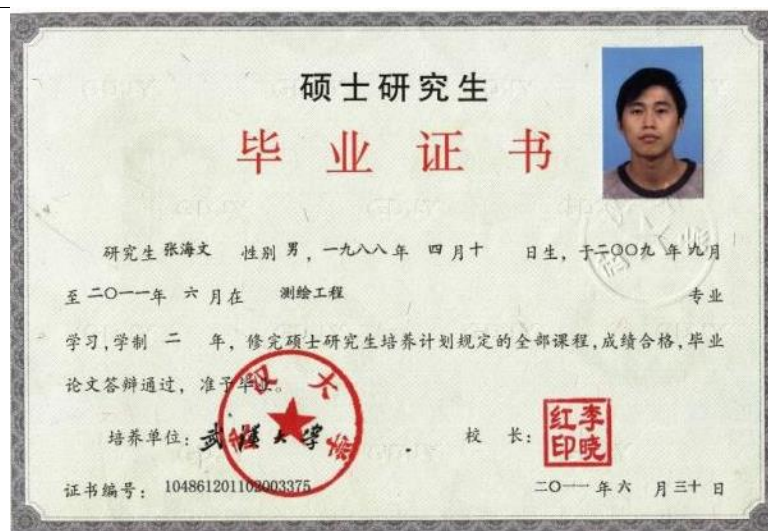 硕士研究生
毕业证书
研究生 张海文 性别 男，一九八八年 四月十 日生，于二〇〇九 年 九月
至 二〇一一年 六 月在 测绘工程 专业
学习，学制 二 年，修完硕士研究生培养计划规定的全部课程，成绩合格，毕业
论文答辩通过，准予毕业。
武汉大学
培养单位：武漢大學 校 长：
李晓红印
证书编号：104861201102003375 二〇一一 年 六 月 三十 日